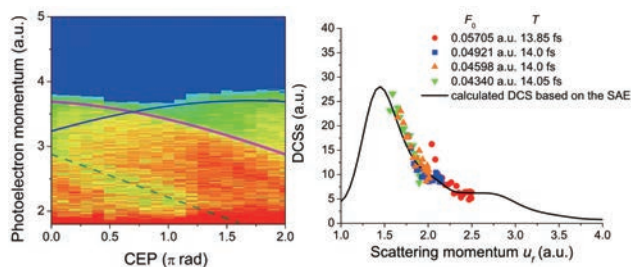 Photoelectron momentum (a.u.)
5
4
3
2
0.0 0.5 1.0 1.5 2.0
CEP (π rad)
DCSs (a.u.)
40
35
30
25
20
15
10
5
0
F₀ T
0.05705 a.u. 13.85 fs
0.04921 a.u. 14.0 fs
0.04598 a.u. 14.0 fs
0.04340 a.u. 14.05 fs
calculated DCS based on the SAE
1.0 1.5 2.0 2.5 3.0 3.5 4.0
Scattering momentum uᵣ (a.u.)